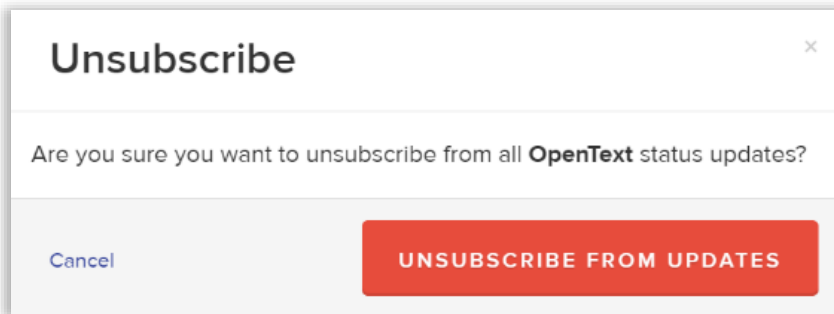 Unsubscribe
×
Are you sure you want to unsubscribe from all OpenText status updates?
Cancel
UNSUBSCRIBE FROM UPDATES